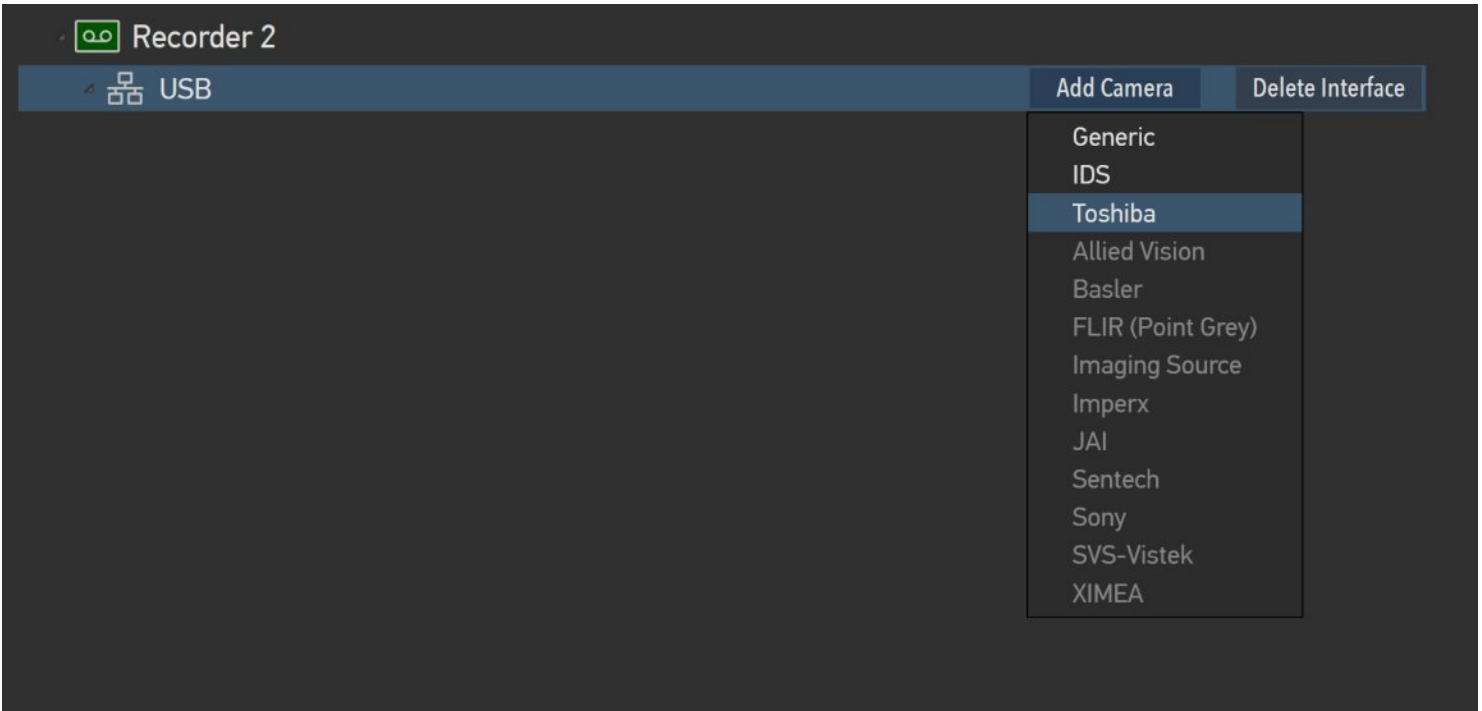 Recorder 2
USB Add Camera Delete Interface
Generic
IDS
Toshiba
Allied Vision
Basler
FLIR (Point Grey)
Imaging Source
Imperx
JAI
Sentech
Sony
SVS-Vistek
XIMEA